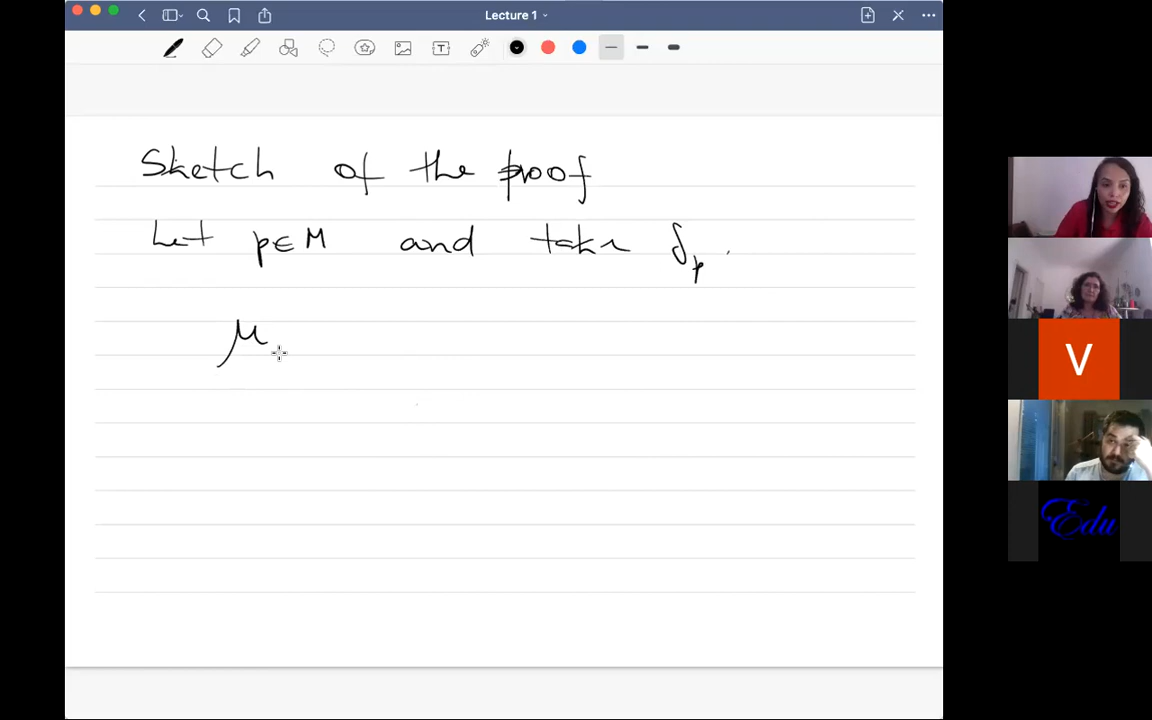 Lecture 1
Sketch of the proof
Let p∈M and take δp.
μ
V
Edu